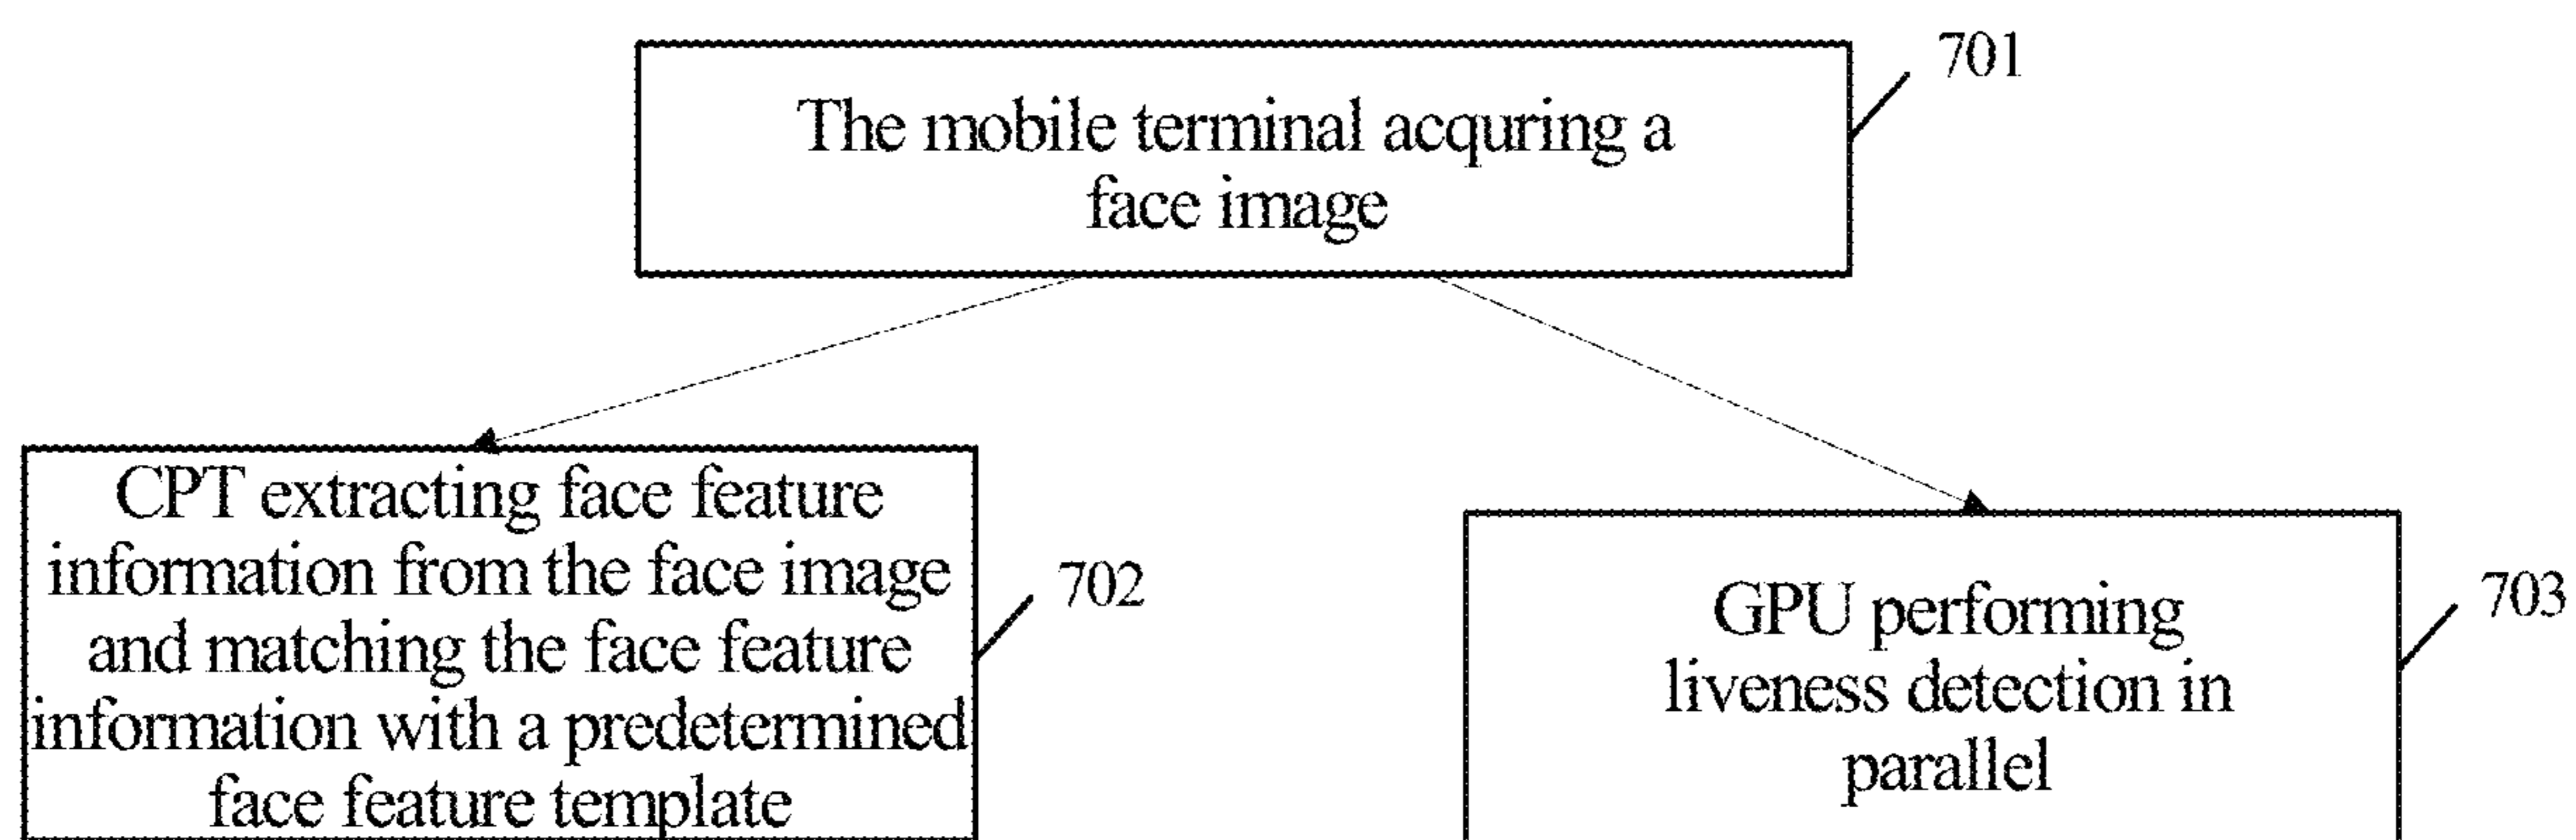 701
The mobile terminal acquring a
face image
CPT extracting face feature
information from the face image
and matching the face feature
information with a predetermined
face feature template
702
GPU performing
liveness detection in
parallel
703